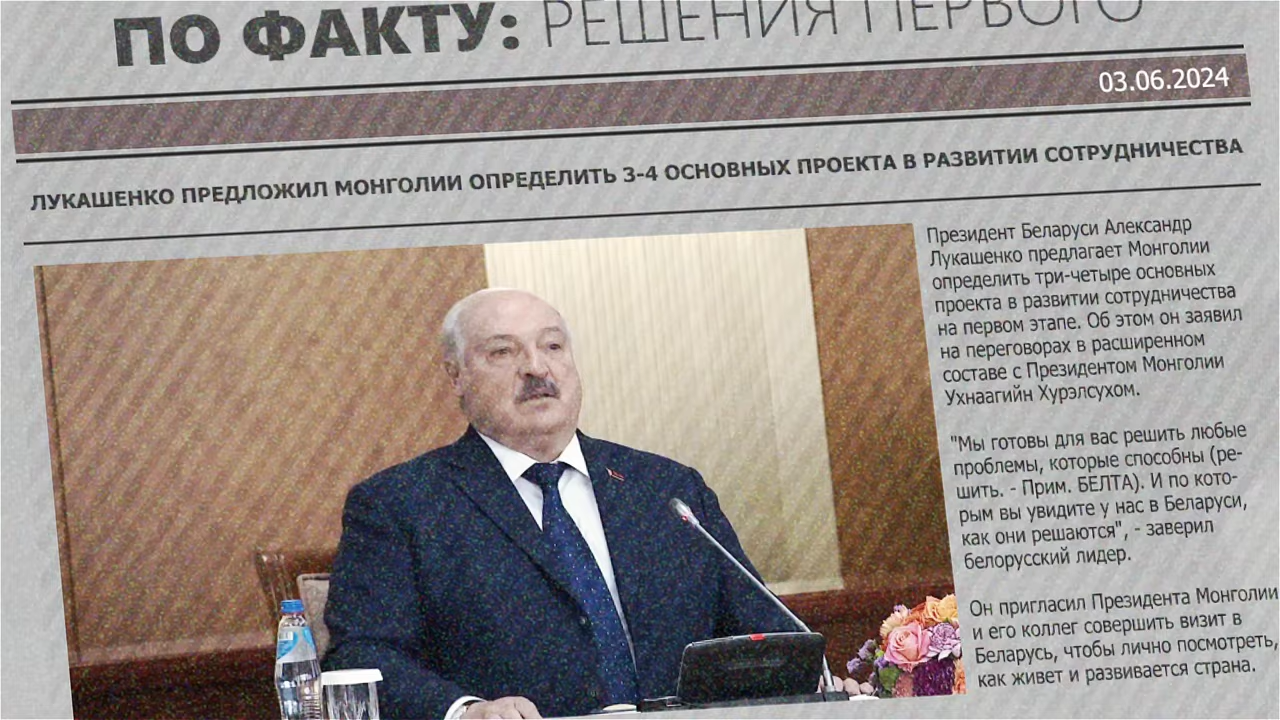 ПО ФАКТУ: РЕШЕНИЯ ПЕРВОГО
03.06.2024
ЛУКАШЕНКО ПРЕДЛОЖИЛ МОНГОЛИИ ОПРЕДЕЛИТЬ 3-4 ОСНОВНЫХ ПРОЕКТА В РАЗВИТИИ СОТРУДНИЧЕСТВА
Президент Беларуси Александр
Лукашенко предлагает Монголии
определить три-четыре основных
проекта в развитии сотрудничества
на первом этапе. Об этом он заявил
на переговорах в расширенном
составе с Президентом Монголии
Ухнаагийн Хурэлсухом.
"Мы готовы для вас решить любые
проблемы, которые способны (ре-
шить. - Прим. БЕЛТА). И по кото-
рым вы увидите у нас в Беларуси,
как они решаются", - заверил
белорусский лидер.
Он пригласил Президента Монголии
и его коллег совершить визит в
Беларусь, чтобы лично посмотреть,
как живет и развивается страна.